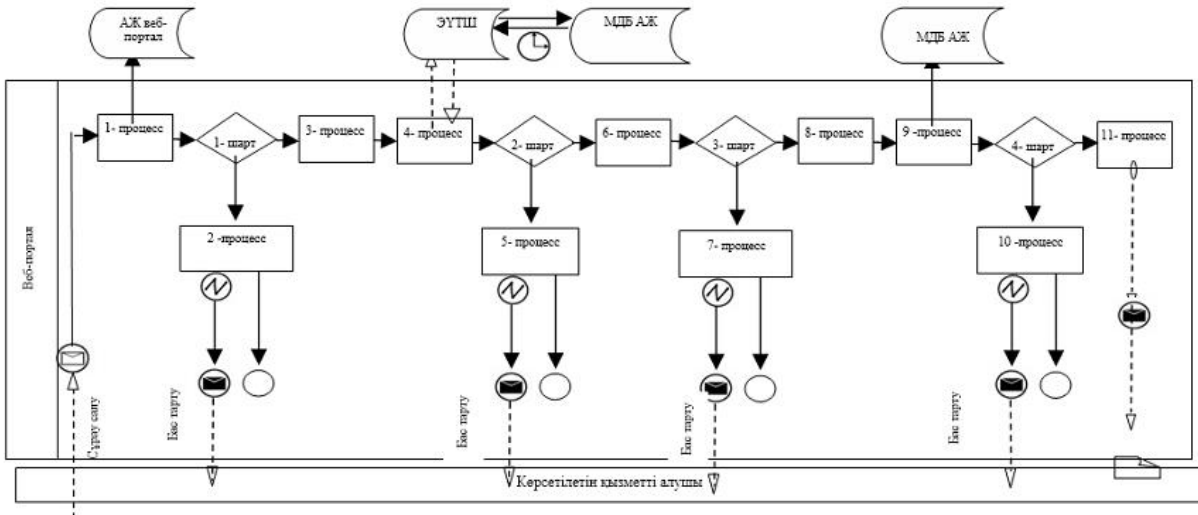 АЖ веб-
портал
ЭҮТШ
МДБ АЖ
МДБ АЖ
1- процесс
1- шарт
3- процесс
4- процесс
2- шарт
6- процесс
3- шарт
8- процесс
9 -процесс
4- шарт
11- процесс
2 -процесс
5- процесс
7- процесс
10 -процесс
Веб-портал
Сұрау салу
Бас тарту
Бас тарту
Бас тарту
Бас тарту
Көрсетілетін қызметті алушы